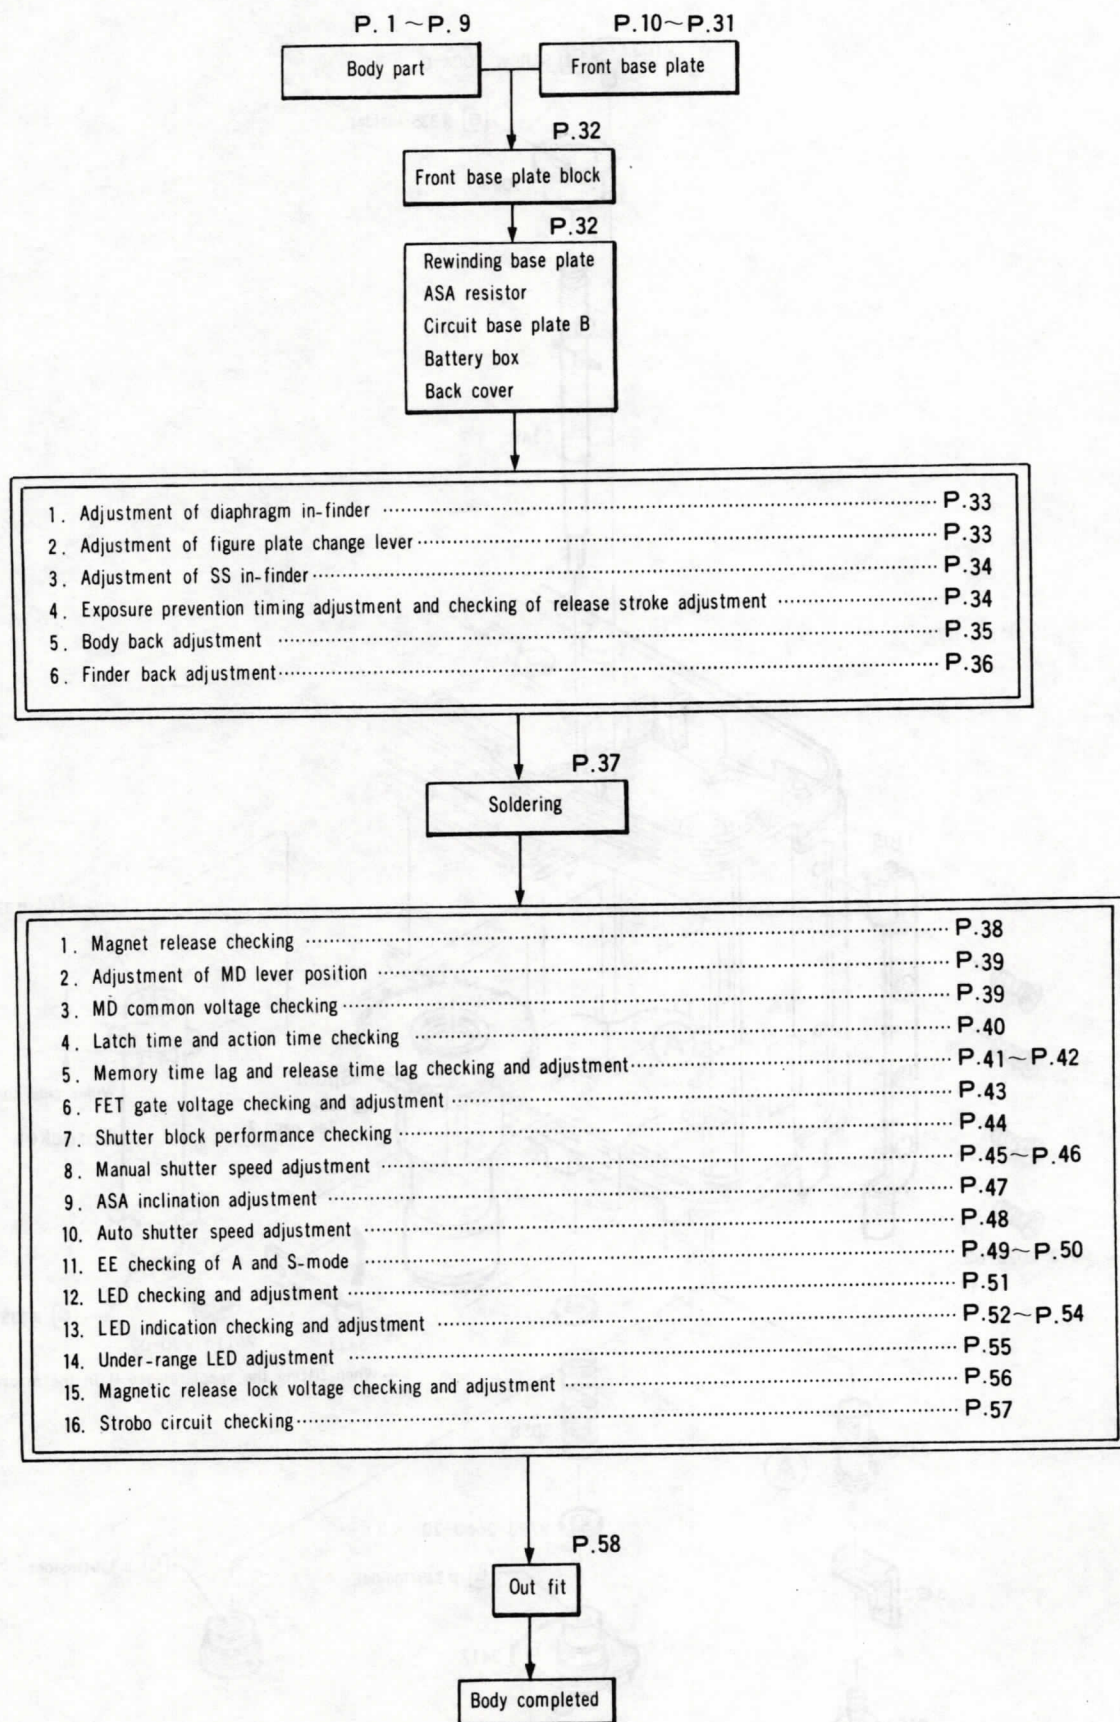 P. 1 ~ P. 9 P.10~P.31
Body part Front base plate
P.32
Front base plate block
P.32
Rewinding base plate
ASA resistor
Circuit base plate B
Battery box
Back cover
1. Adjustment of diaphragm in-finder P.33
2. Adjustment of figure plate change lever P.33
3. Adjustment of SS in-finder P.34
4. Exposure prevention timing adjustment and checking of release stroke adjustment P.34
5. Body back adjustment P.35
6. Finder back adjustment P.36
P.37
Soldering
1. Magnet release checking P.38
2. Adjustment of MD lever position P.39
3. MD common voltage checking P.39
4. Latch time and action time checking P.40
5. Memory time lag and release time lag checking and adjustment P.41~P.42
6. FET gate voltage checking and adjustment P.43
7. Shutter block performance checking P.44
8. Manual shutter speed adjustment P.45~P.46
9. ASA inclination adjustment P.47
10. Auto shutter speed adjustment P.48
11. EE checking of A and S-mode P.49~P.50
12. LED checking and adjustment P.51
13. LED indication checking and adjustment P.52~P.54
14. Under-range LED adjustment P.55
15. Magnetic release lock voltage checking and adjustment P.56
16. Strobo circuit checking P.57
P.58
Out fit
Body completed